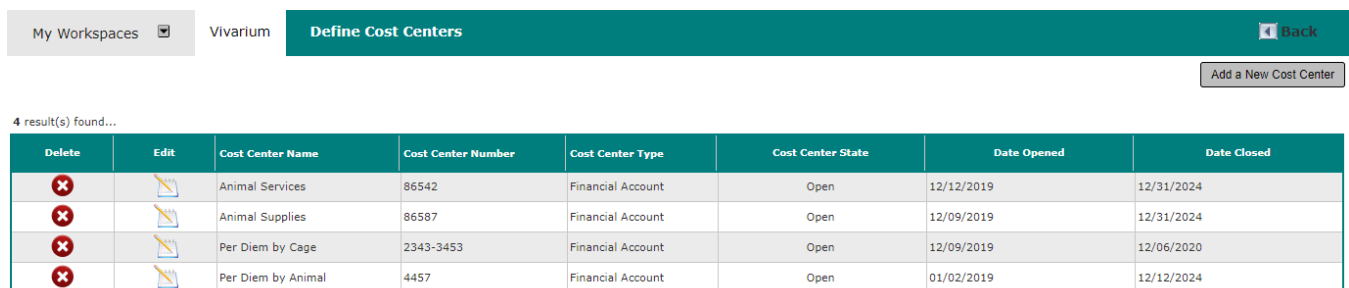 My Workspaces Vivarium Define Cost Centers Back
Add a New Cost Center
4 result(s) found...
Delete Edit Cost Center Name Cost Center Number Cost Center Type Cost Center State Date Opened Date Closed
Animal Services 86542 Financial Account Open 12/12/2019 12/31/2024
Animal Supplies 86587 Financial Account Open 12/09/2019 12/31/2024
Per Diem by Cage 2343-3453 Financial Account Open 12/09/2019 12/06/2020
Per Diem by Animal 4457 Financial Account Open 01/02/2019 12/12/2024